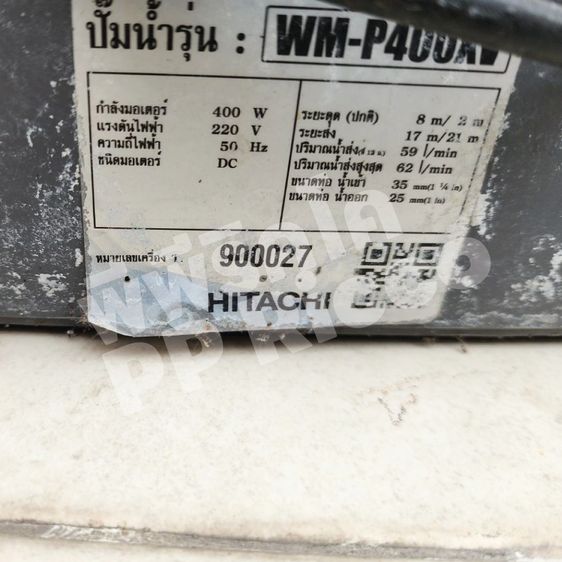 ปั๊มน้ำรุ่น : WM-P400XV
กำลังมอเตอร์ 400 W
แรงดันไฟฟ้า 220 V
ความถี่ไฟฟ้า 50 Hz
ชนิดมอเตอร์ DC
ระยะดูด (ปกติ) 8 m/ 2 m
ระยะส่ง 17 m/21 m
ปริมาณน้ำส่ง 59 l/min
ปริมาณน้ำส่งสูงสุด 62 l/min
ขนาดท่อ น้ำเข้า 35 mm(1 ¼ in)
ขนาดท่อ น้ำออก 25 mm(1 in)
หมายเลขเครื่อง 900027
HITACHI